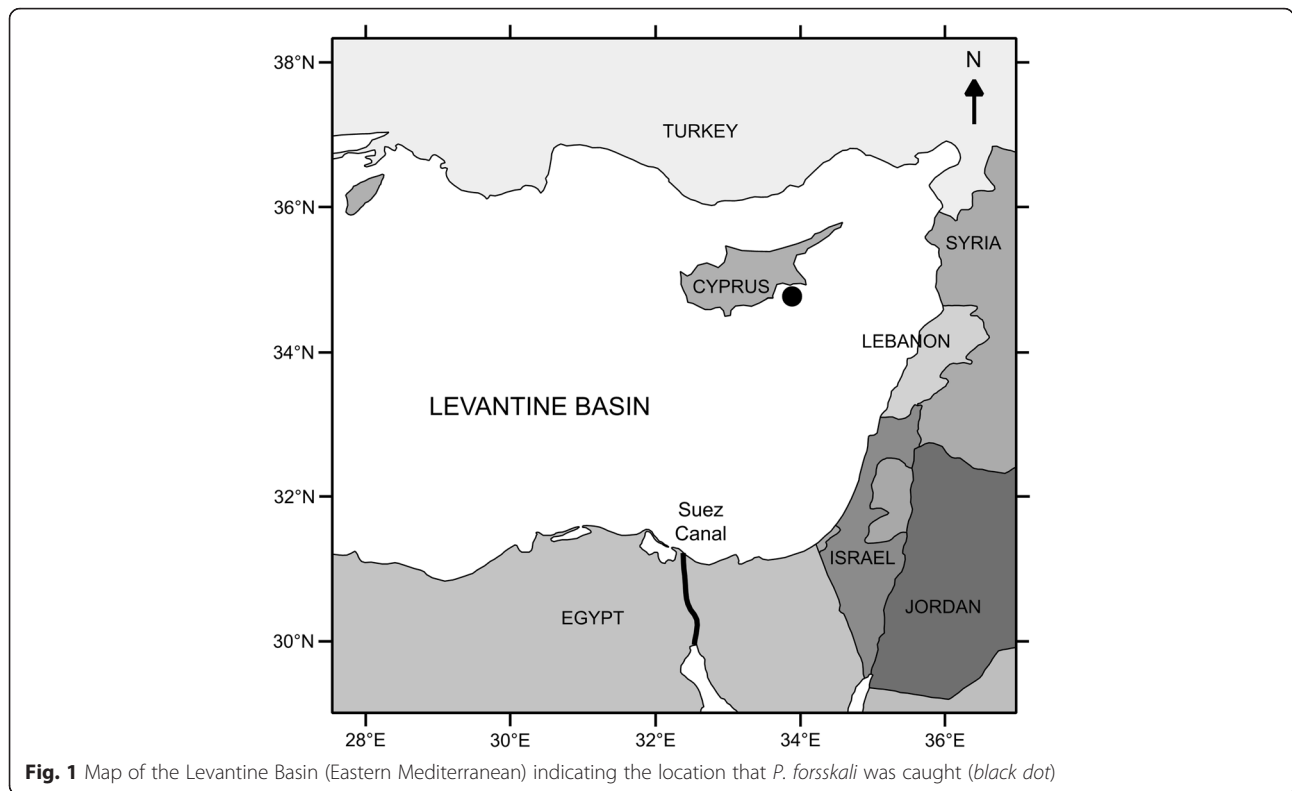 38°N
N
TURKEY
36°N
SYRIA
CYPRUS
34°N
LEBANON
LEVANTINE BASIN
32°N
Suez
Canal
ISRAEL
JORDAN
EGYPT
30°N
28°E 30°E 32°E 34°E 36°E
Fig. 1 Map of the Levantine Basin (Eastern Mediterranean) indicating the location that P. forsskali was caught (black dot)